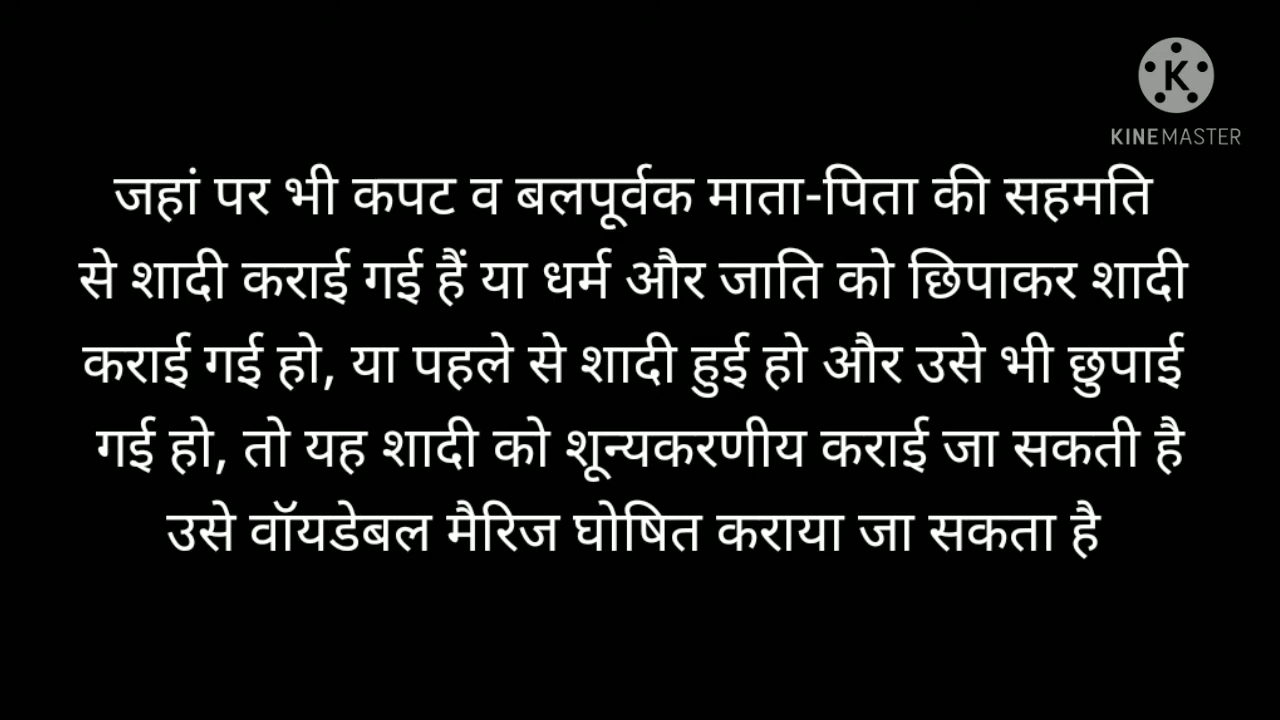 K
KINEMASTER
जहां पर भी कपट व बलपूर्वक माता-पिता की सहमति
से शादी कराई गई हैं या धर्म और जाति को छिपाकर शादी
कराई गई हो, या पहले से शादी हुई हो और उसे भी छुपाई
गई हो, तो यह शादी को शून्यकरणीय कराई जा सकती है
उसे वॉयडेबल मैरिज घोषित कराया जा सकता है